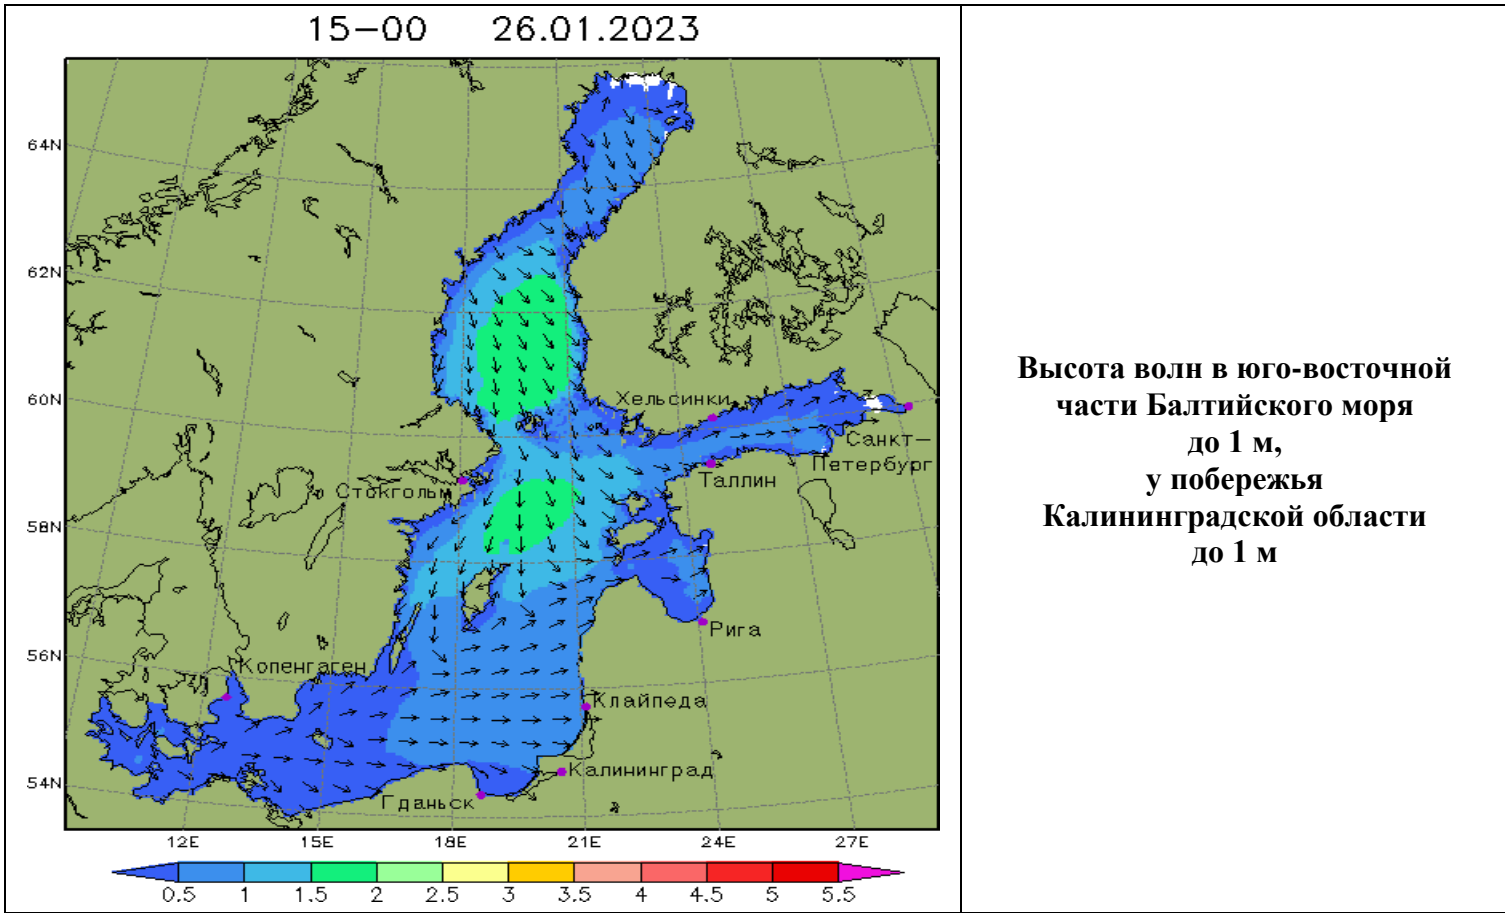 15-00 26.01.2023
64N
62N
60N
58N
56N
54N
12E 15E 18E 21E 24E 27E
Хельсинки
Санкт-
Петербург
Таллин
Стокгольм
Рига
Копенгаген
Клайпеда
Калининград
Гданьск
0.5 1 1.5 2 2.5 3 3.5 4 4.5 5 5.5
Высота волн в юго-восточной
части Балтийского моря
до 1 м,
у побережья
Калининградской области
до 1 м